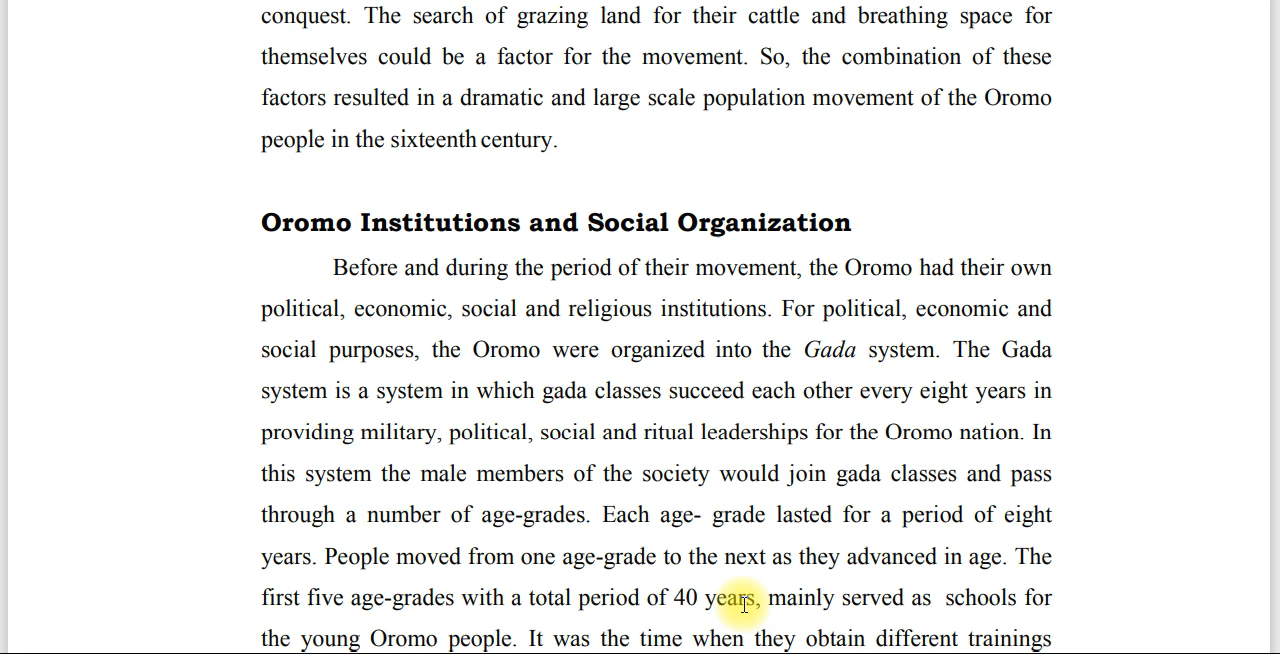 conquest. The search of grazing land for their cattle and breathing space for
themselves could be a factor for the movement. So, the combination of these
factors resulted in a dramatic and large scale population movement of the Oromo
people in the sixteenth century.
Oromo Institutions and Social Organization
Before and during the period of their movement, the Oromo had their own
political, economic, social and religious institutions. For political, economic and
social purposes, the Oromo were organized into the Gada system. The Gada
system is a system in which gada classes succeed each other every eight years in
providing military, political, social and ritual leaderships for the Oromo nation. In
this system the male members of the society would join gada classes and pass
through a number of age-grades. Each age- grade lasted for a period of eight
years. People moved from one age-grade to the next as they advanced in age. The
first five age-grades with a total period of 40 years, mainly served as schools for
the young Oromo people. It was the time when they obtain different trainings